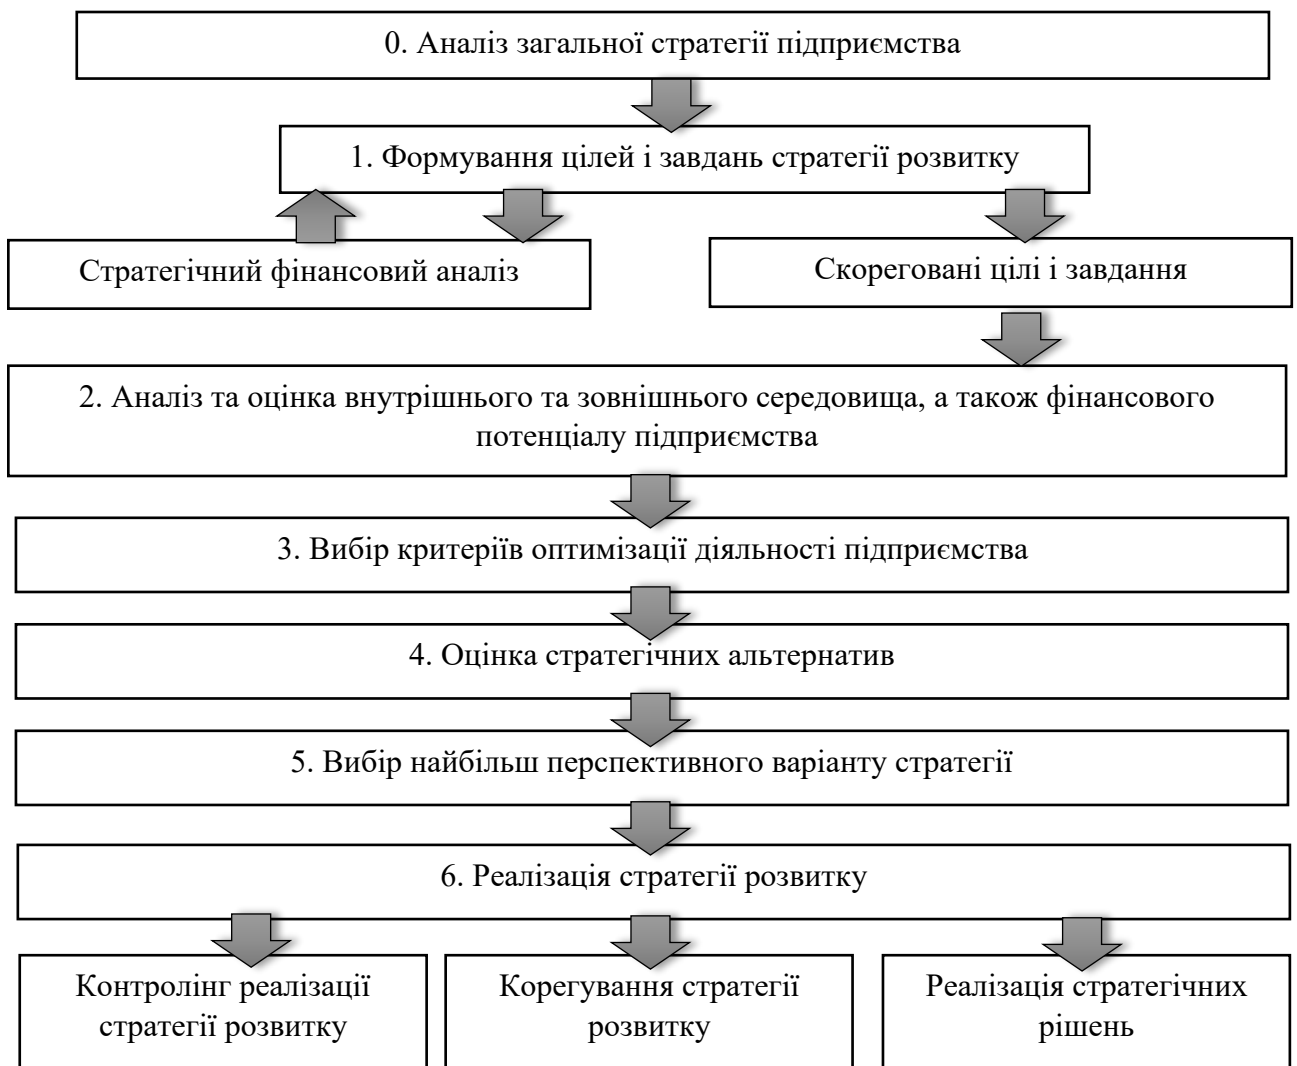 0. Аналіз загальної стратегії підприємства
1. Формування цілей і завдань стратегії розвитку
Стратегічний фінансовий аналіз
Скореговані цілі і завдання
2. Аналіз та оцінка внутрішнього та зовнішнього середовища, а також фінансового
потенціалу підприємства
3. Вибір критеріїв оптимізації діяльності підприємства
4. Оцінка стратегічних альтернатив
5. Вибір найбільш перспективного варіанту стратегії
6. Реалізація стратегії розвитку
Контролінг реалізації
стратегії розвитку
Корегування стратегії
розвитку
Реалізація стратегічних
рішень